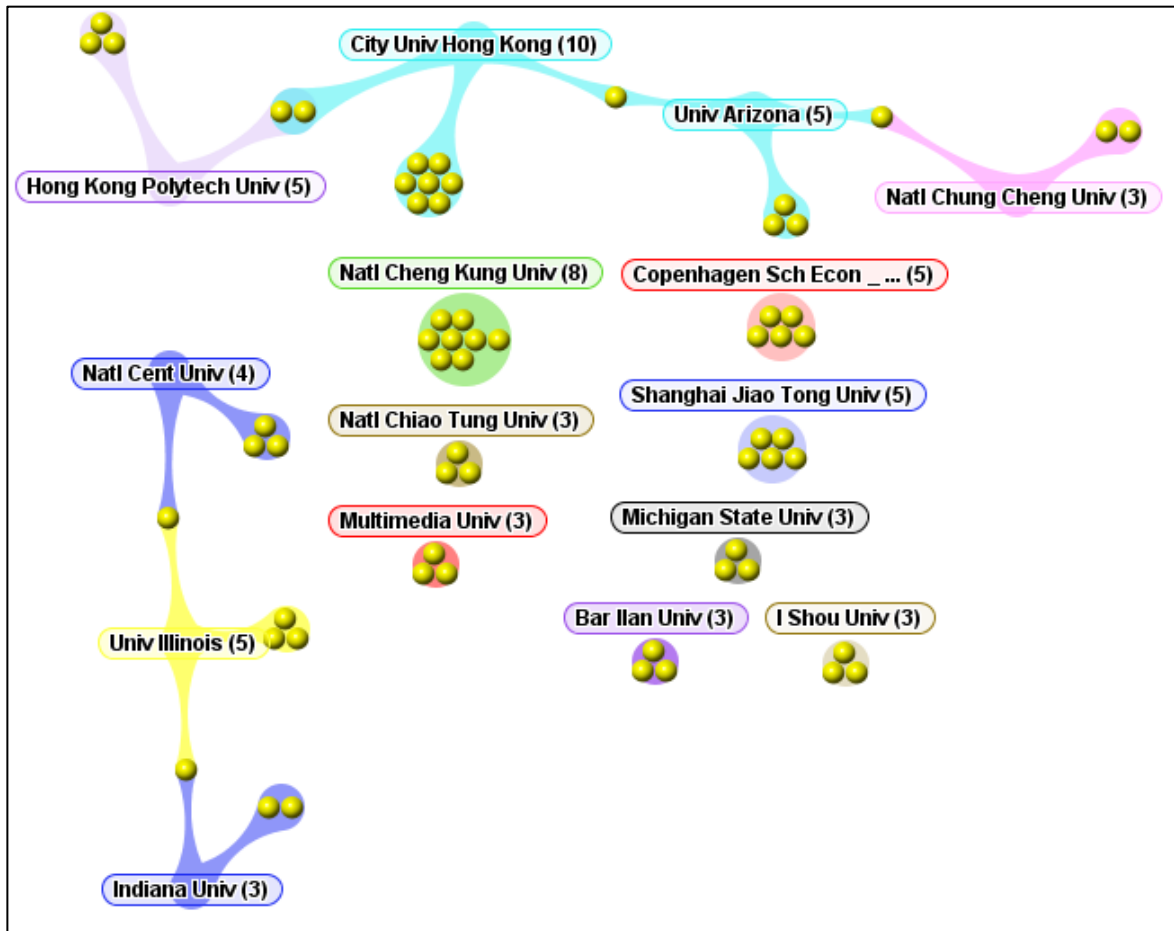 City Univ Hong Kong (10)
Univ Arizona (5)
Hong Kong Polytech Univ (5)
Natl Chung Cheng Univ (3)
Natl Cheng Kung Univ (8)
Copenhagen Sch Econ _ ... (5)
Natl Cent Univ (4)
Shanghai Jiao Tong Univ (5)
Natl Chiao Tung Univ (3)
Multimedia Univ (3)
Michigan State Univ (3)
Bar Ilan Univ (3)
I Shou Univ (3)
Univ Illinois (5)
Indiana Univ (3)